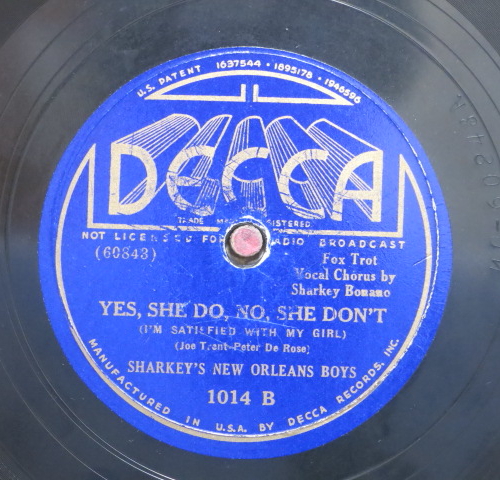 U.S. PATENT 1637544 · 1695178 · 1946596
DECCA
TRADE REGISTERED
NOT LICENSED FOR RADIO BROADCAST
(60843)
Fox Trot
Vocal Chorus by
Sharkey Bonano
YES, SHE DO, NO, SHE DON'T
(I'M SATISFIED WITH MY GIRL)
(Joe Trent-Peter De Rose)
SHARKEY'S NEW ORLEANS BOYS
1014 B
MANUFACTURED IN U.S.A. BY DECCA RECORDS, INC.